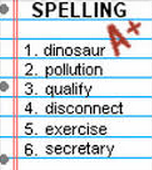 SPELLING
A+
1. dinosaur
2. pollution
3. qualify
4. disconnect
5. exercise
6. secretary